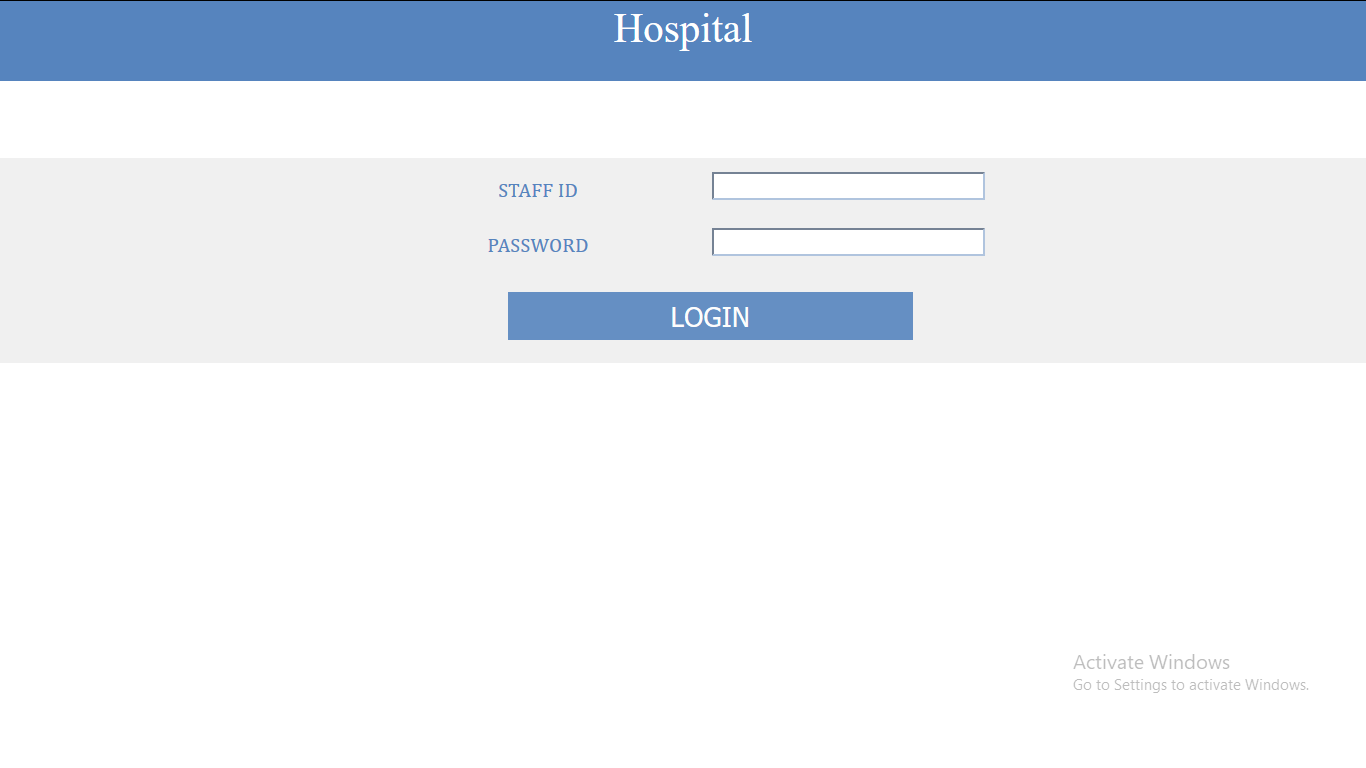 Hospital
STAFF ID
PASSWORD
LOGIN
Activate Windows
Go to Settings to activate Windows.